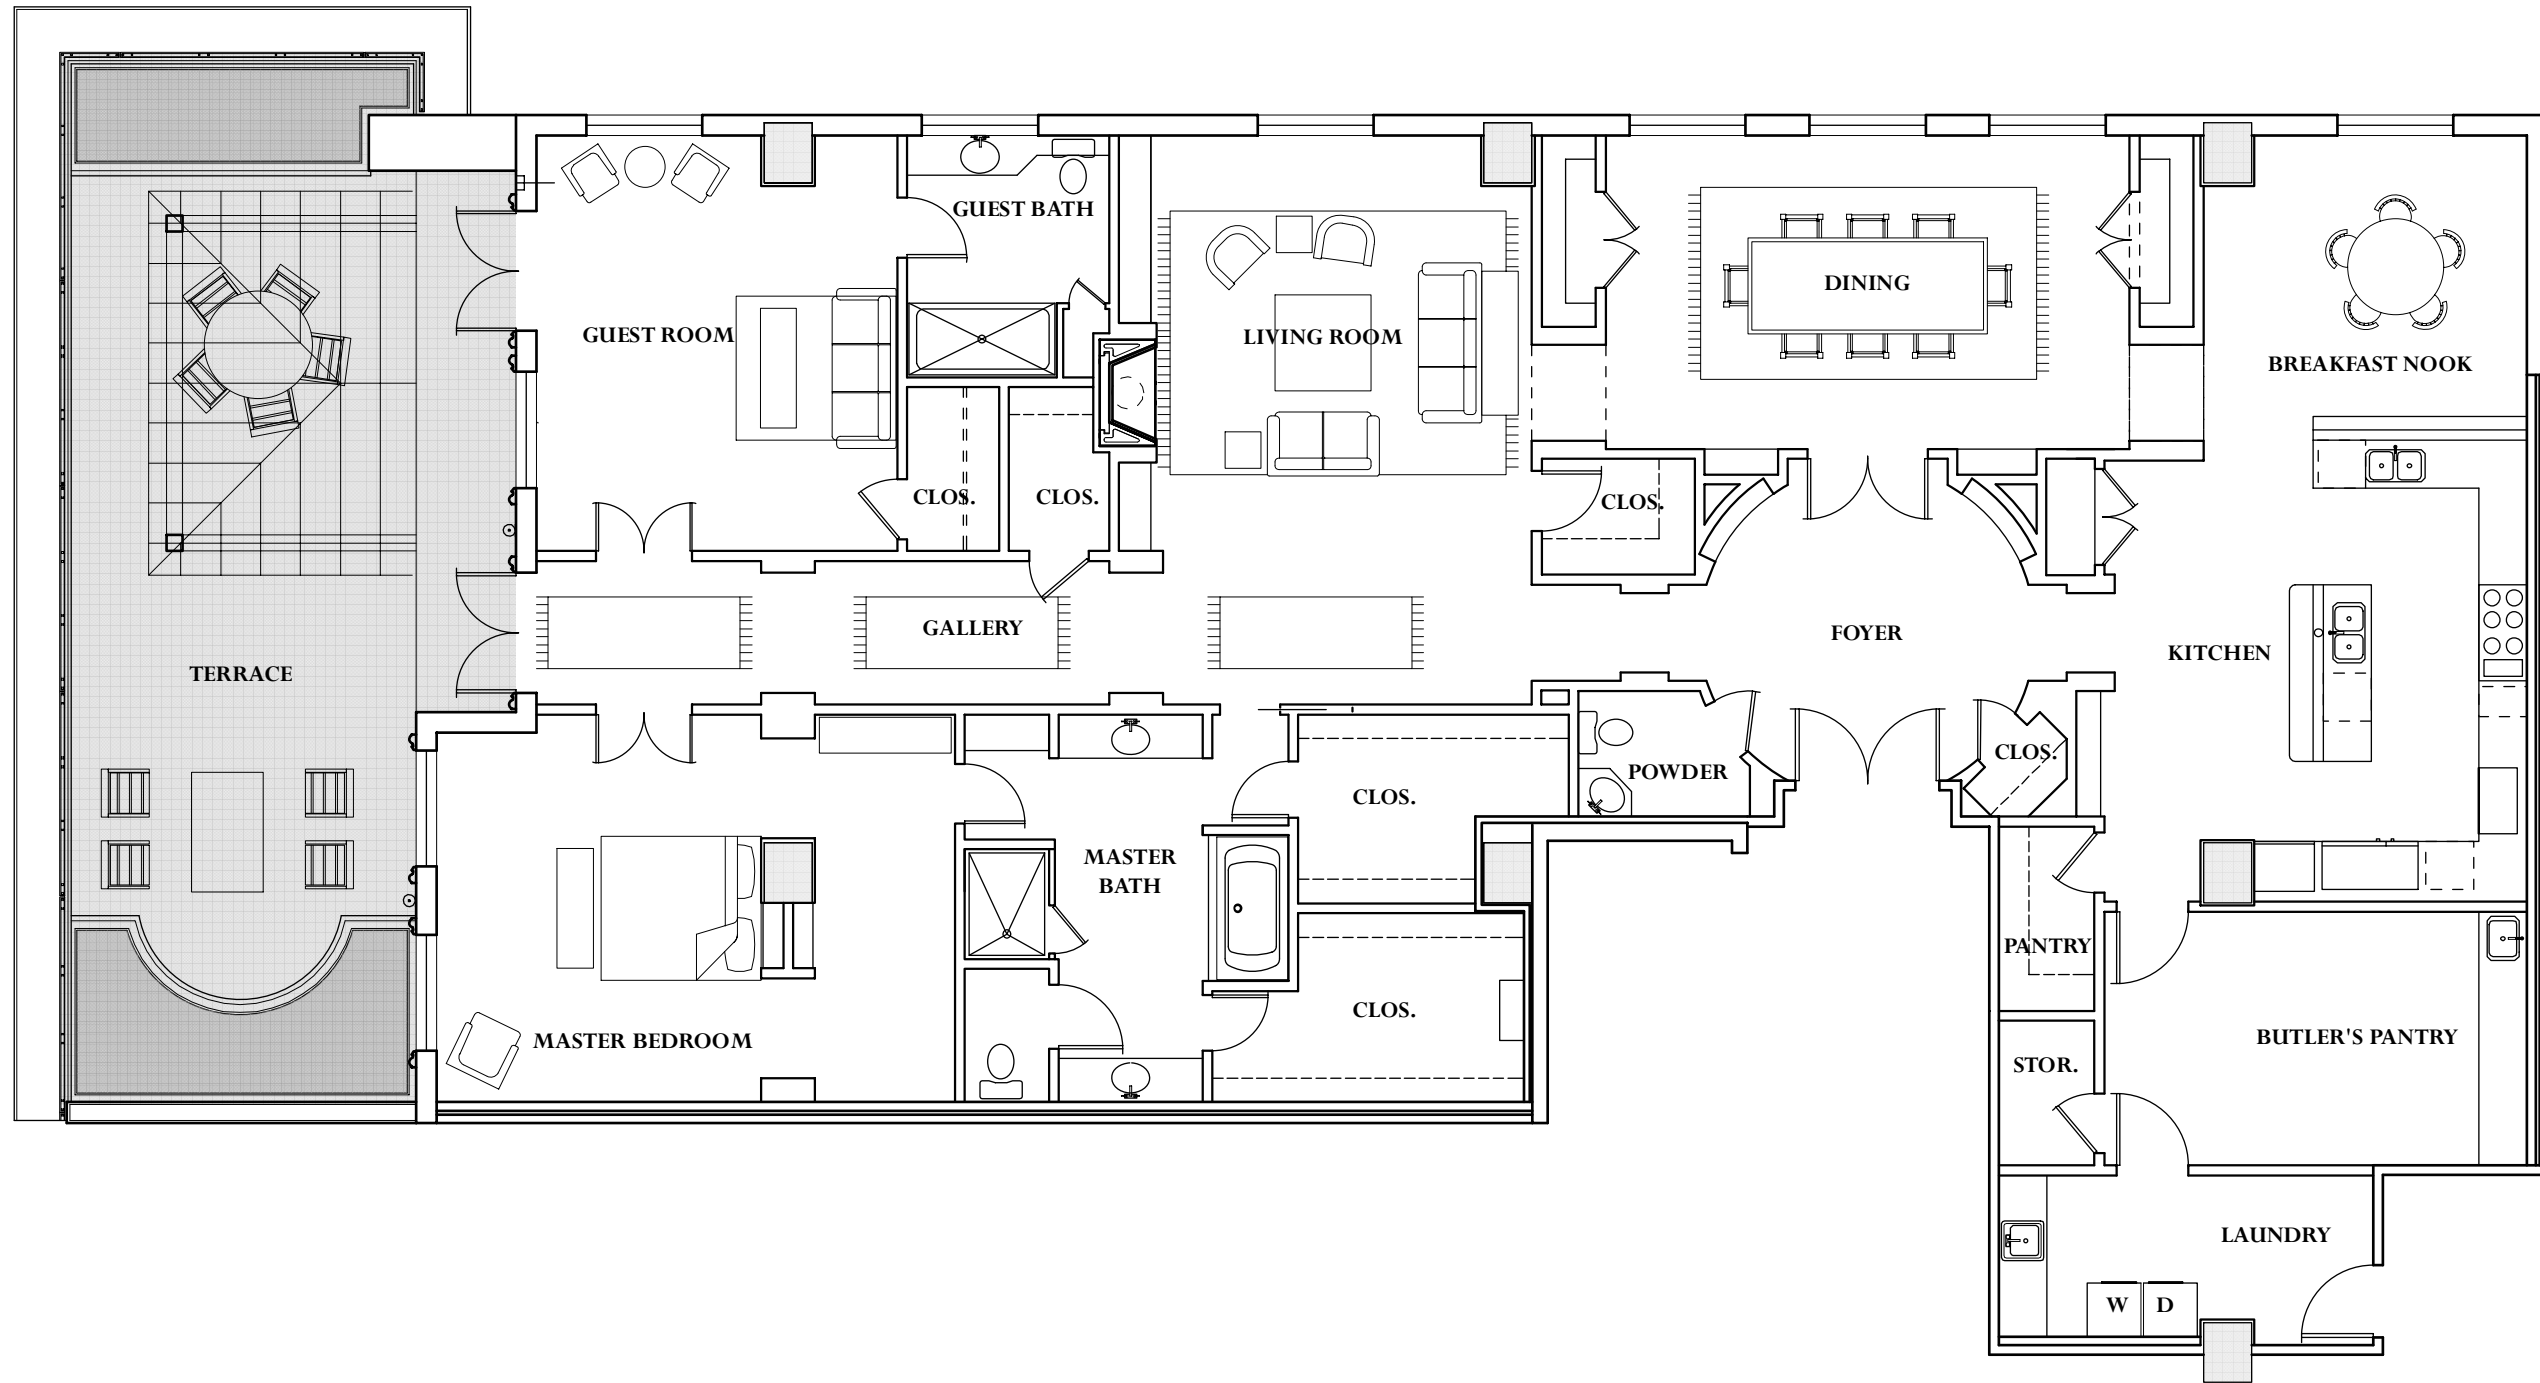 GUEST BATH
DINING
GUEST ROOM
LIVING ROOM
BREAKFAST NOOK
CLOS.
CLOS.
CLOS.
GALLERY
FOYER
KITCHEN
TERRACE
CLOS.
POWDER
CLOS.
MASTER
BATH
PANTRY
CLOS.
MASTER BEDROOM
BUTLER'S PANTRY
STOR.
LAUNDRY
W D